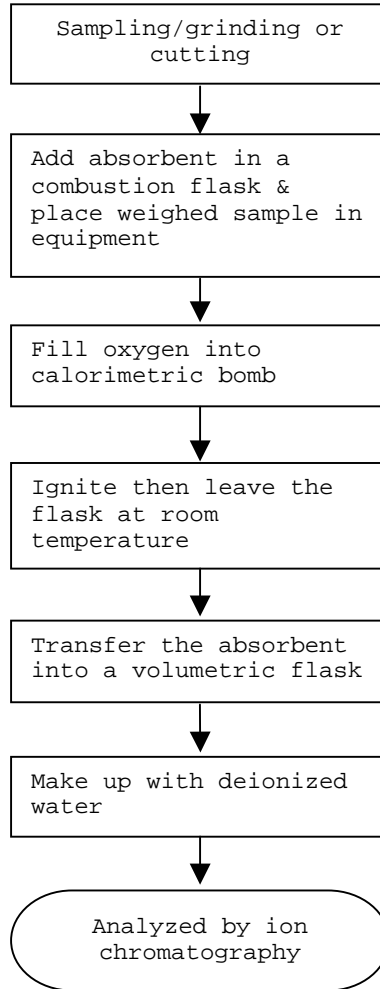 Sampling/grinding or
cutting
Add absorbent in a
combustion flask &
place weighed sample in
equipment
Fill oxygen into
calorimetric bomb
Ignite then leave the
flask at room
temperature
Transfer the absorbent
into a volumetric flask
Make up with deionized
water
Analyzed by ion
chromatography